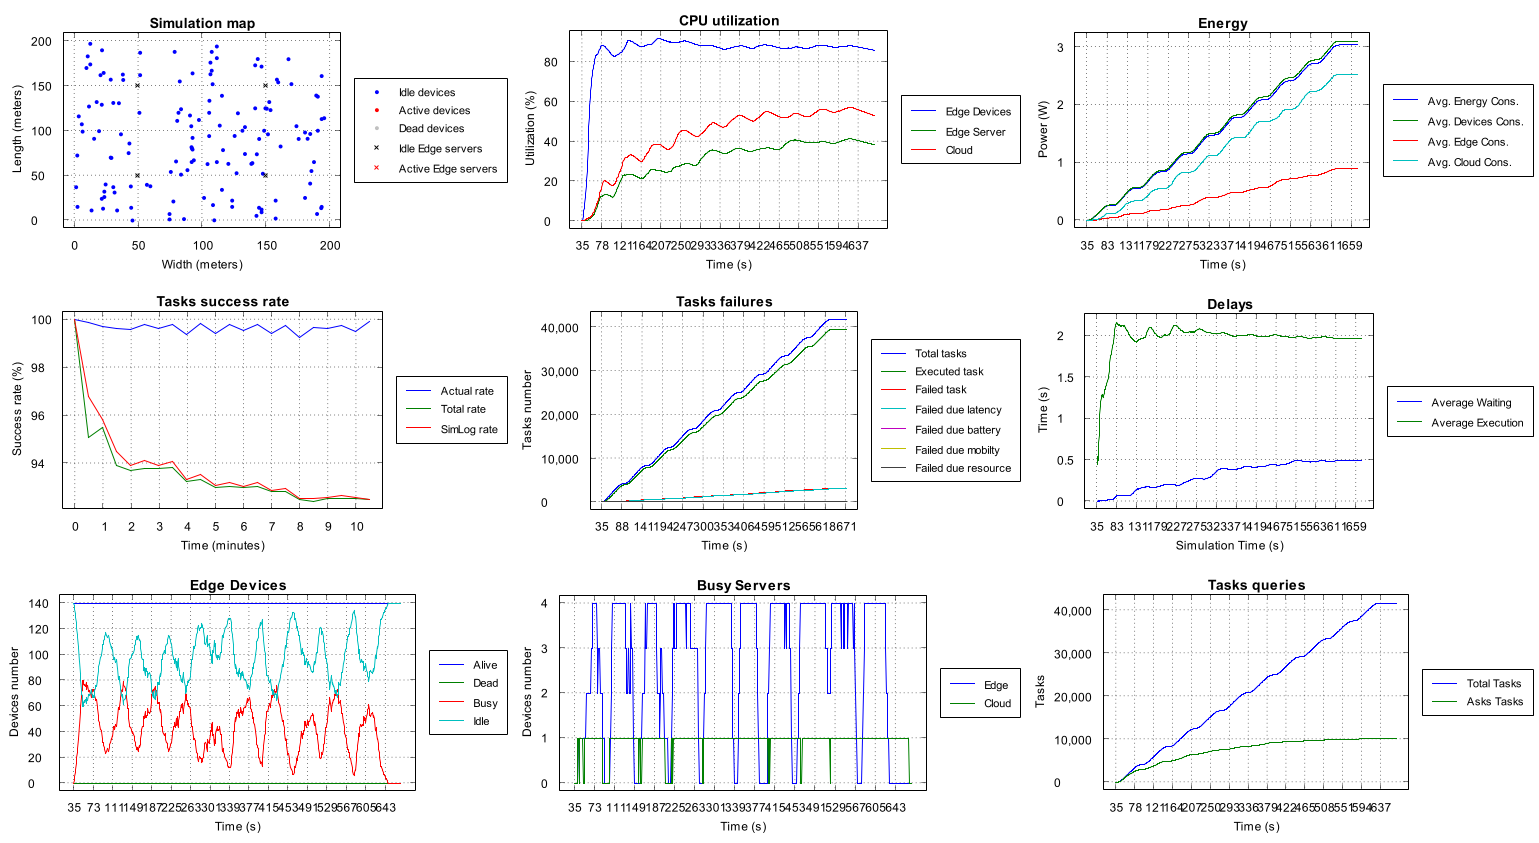 Simulation map
Length (meters)
200
150
100
50
0
0 50 100 150 200
Width (meters)
Idle devices
Active devices
Dead devices
Idle Edge servers
Active Edge servers
CPU utilization
Utilization (%)
80
60
40
20
0
35 78 121164 207250293336379422465508551594637
Time (s)
Edge Devices
Edge Server
Cloud
Energy
Power (W)
3
2
1
0
Time (s)
Avg. Energy Cons.
Avg. Devices Cons.
Avg. Edge Cons.
Avg. Cloud Cons.
Tasks success rate
Success rate (%)
100
98
96
94
0 1 2 3 4 5 6 7 8 9 10
Time (minutes)
Actual rate
Total rate
SimLog rate
Tasks failures
Tasks number
40,000
30,000
20,000
10,000
0
Time (s)
Total tasks
Executed task
Failed task
Failed due latency
Failed due battery
Failed due mobilty
Failed due resource
Delays
Time (s)
2
1.5
1
0.5
0
Simulation Time (s)
Average Waiting
Average Execution
Edge Devices
Devices number
140
120
100
80
60
40
20
0
Time (s)
Alive
Dead
Busy
Idle
Busy Servers
Devices number
4
3
2
1
0
Time (s)
Edge
Cloud
Tasks queries
Tasks
40,000
30,000
20,000
10,000
0
35 78 121164 207250293336379422465508551594637
Time (s)
Total Tasks
Asks Tasks